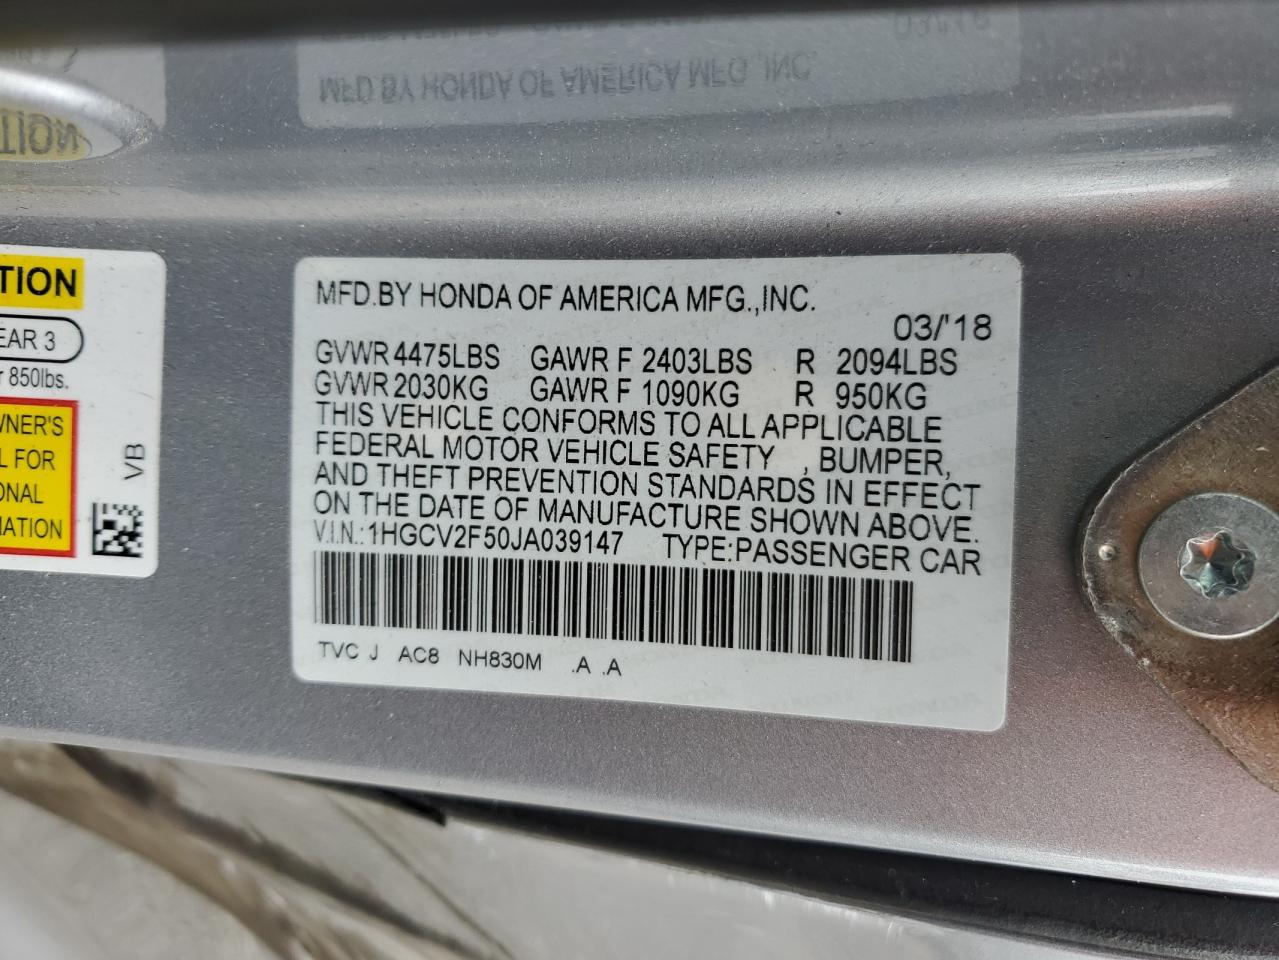 MFD.BY HONDA OF AMERICA MFG.,INC.
03/'18
GVWR 4475LBS GAWR F 2403LBS R 2094LBS
GVWR 2030KG GAWR F 1090KG R 950KG
THIS VEHICLE CONFORMS TO ALL APPLICABLE
FEDERAL MOTOR VEHICLE SAFETY , BUMPER,
AND THEFT PREVENTION STANDARDS IN EFFECT
ON THE DATE OF MANUFACTURE SHOWN ABOVE.
V.I.N.:1HGCV2F50JA039147 TYPE:PASSENGER CAR
TVC J AC8 NH830M .A .A
TION
EAR 3
850lbs.
WNER'S
L FOR
ONAL
MATION
VB
MFD BY HONDA OF AMERICA MFG., INC.
03/'18
TION